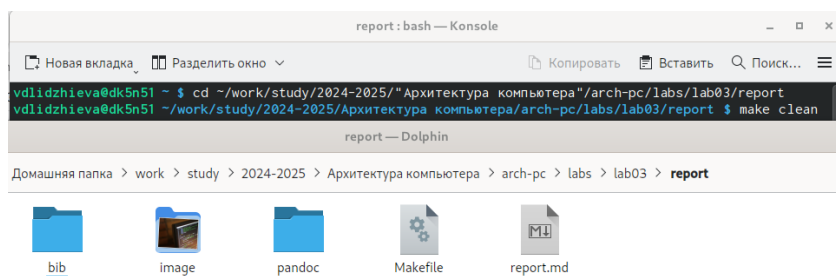 report : bash — Konsole
Новая вкладка Разделить окно Копировать Вставить Поиск...
vdlidzhieva@dk5n51 ~ $ cd ~/work/study/2024-2025/"Архитектура компьютера"/arch-pc/labs/lab03/report
vdlidzhieva@dk5n51 ~/work/study/2024-2025/Архитектура компьютера/arch-pc/labs/lab03/report $ make clean
report — Dolphin
Домашняя папка > work > study > 2024-2025 > Архитектура компьютера > arch-pc > labs > lab03 > report
bib image pandoc Makefile report.md